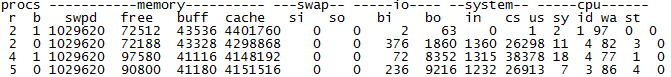 procs -----------memory---------- ---swap-- -----io---- --system-- -----cpu------
r b swpd free buff cache si so bi bo in cs us sy id wa st
2 1 1029620 72512 43536 4401760 0 0 2 63 0 1 2 1 97 0 0
2 0 1029620 72188 43328 4298868 0 0 376 1860 1360 26298 11 4 82 3 0
4 1 1029620 97580 41116 4148192 0 0 72 8352 1315 38378 18 4 77 1 0
5 0 1029620 90800 41180 4151516 0 0 236 9216 1232 26913 7 3 86 4 0